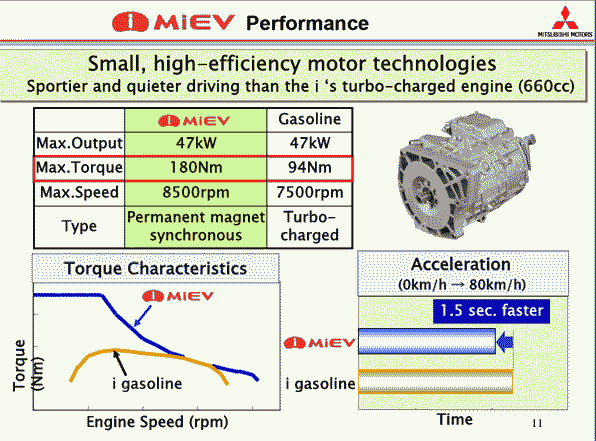 i MiEV Performance
MITSUBISHI MOTORS
Small, high-efficiency motor technologies
Sportier and quieter driving than the i ‘s turbo-charged engine (660cc)
i MiEV Gasoline
Max.Output 47kW 47kW
Max.Torque 180Nm 94Nm
Max.Speed 8500rpm 7500rpm
Type Permanent magnet synchronous Turbo-charged
Torque Characteristics
i MiEV
i gasoline
Torque (Nm)
Engine Speed (rpm)
Acceleration
(0km/h → 80km/h)
1.5 sec. faster
i MiEV
i gasoline
Time
11